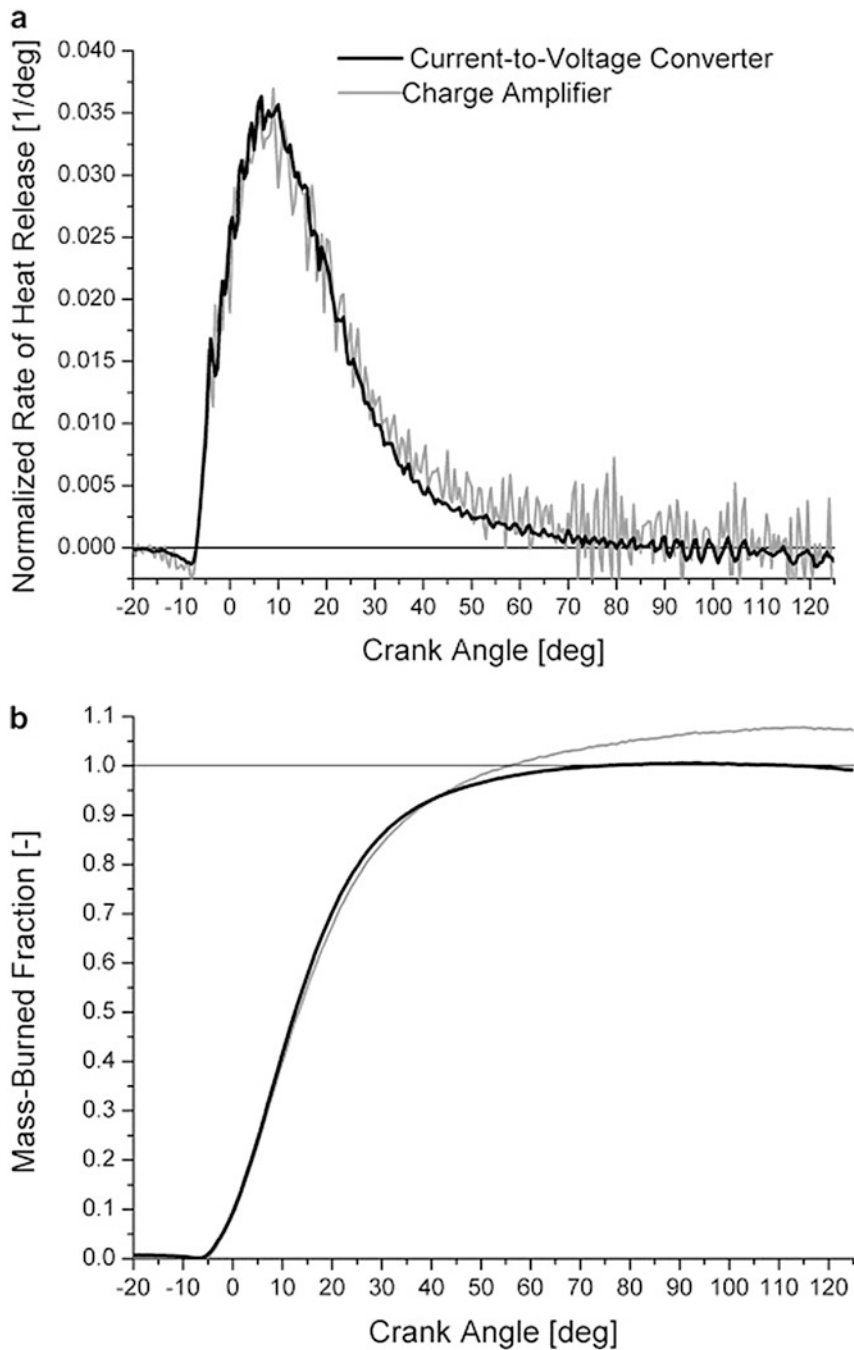 a
Current-to-Voltage Converter
Charge Amplifier
Normalized Rate of Heat Release [1/deg]
0.040
0.035
0.030
0.025
0.020
0.015
0.010
0.005
0.000
-20 -10 0 10 20 30 40 50 60 70 80 90 100 110 120
Crank Angle [deg]
b
Mass-Burned Fraction [-]
1.1
1.0
0.9
0.8
0.7
0.6
0.5
0.4
0.3
0.2
0.1
0.0
-20 -10 0 10 20 30 40 50 60 70 80 90 100 110 120
Crank Angle [deg]